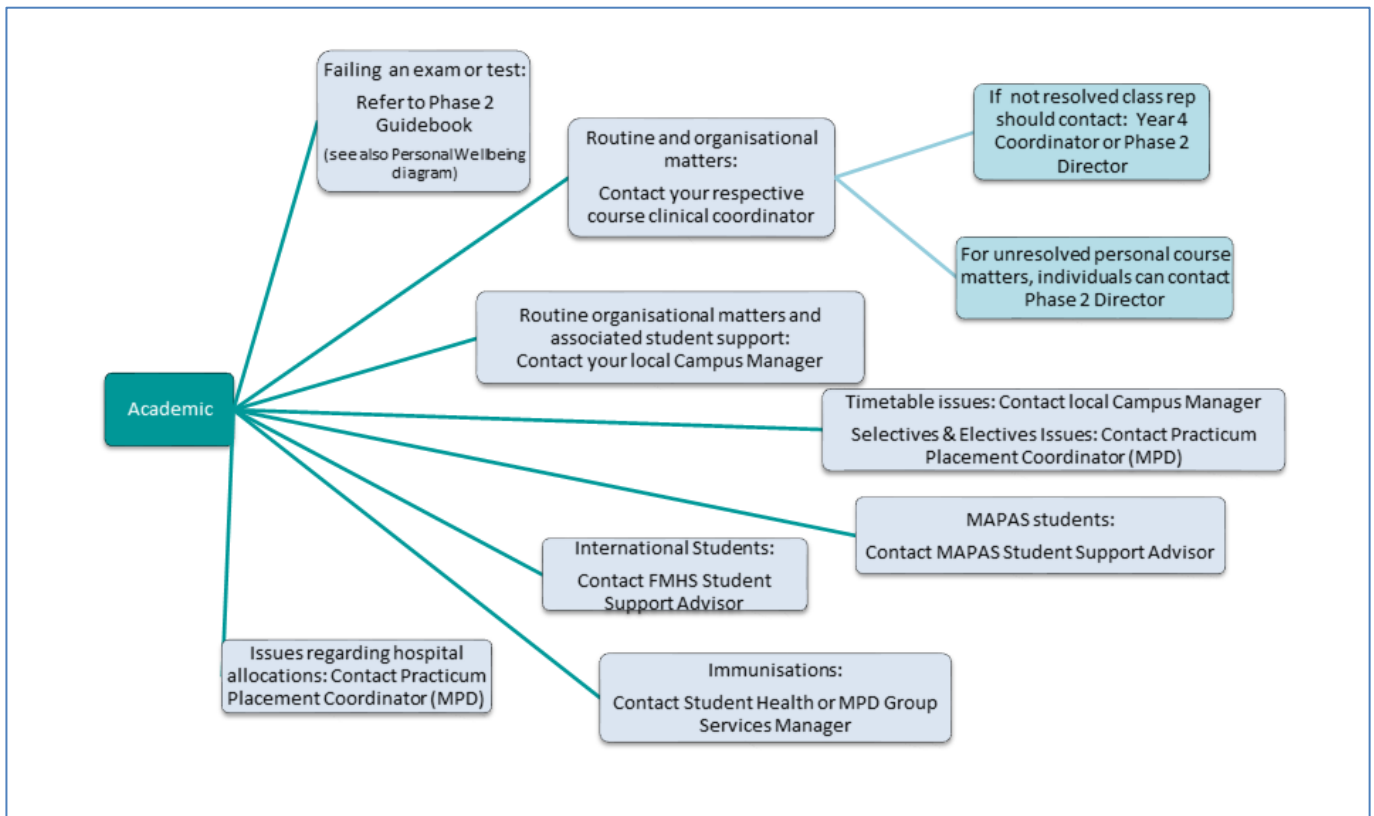 Failing an exam or test:
Refer to Phase 2
Guidebook
(see also Personal Wellbeing
diagram)
Routine and organisational
matters:
Contact your respective
course clinical coordinator
If not resolved class rep
should contact: Year 4
Coordinator or Phase 2
Director
For unresolved personal course
matters, individuals can contact
Phase 2 Director
Routine organisational matters and
associated student support:
Contact your local Campus Manager
Academic
Timetable issues: Contact local Campus Manager
Selectives & Electives Issues: Contact Practicum
Placement Coordinator (MPD)
MAPAS students:
Contact MAPAS Student Support Advisor
International Students:
Contact FMHS Student
Support Advisor
Issues regarding hospital
allocations: Contact Practicum
Placement Coordinator (MPD)
Immunisations:
Contact Student Health or MPD Group
Services Manager